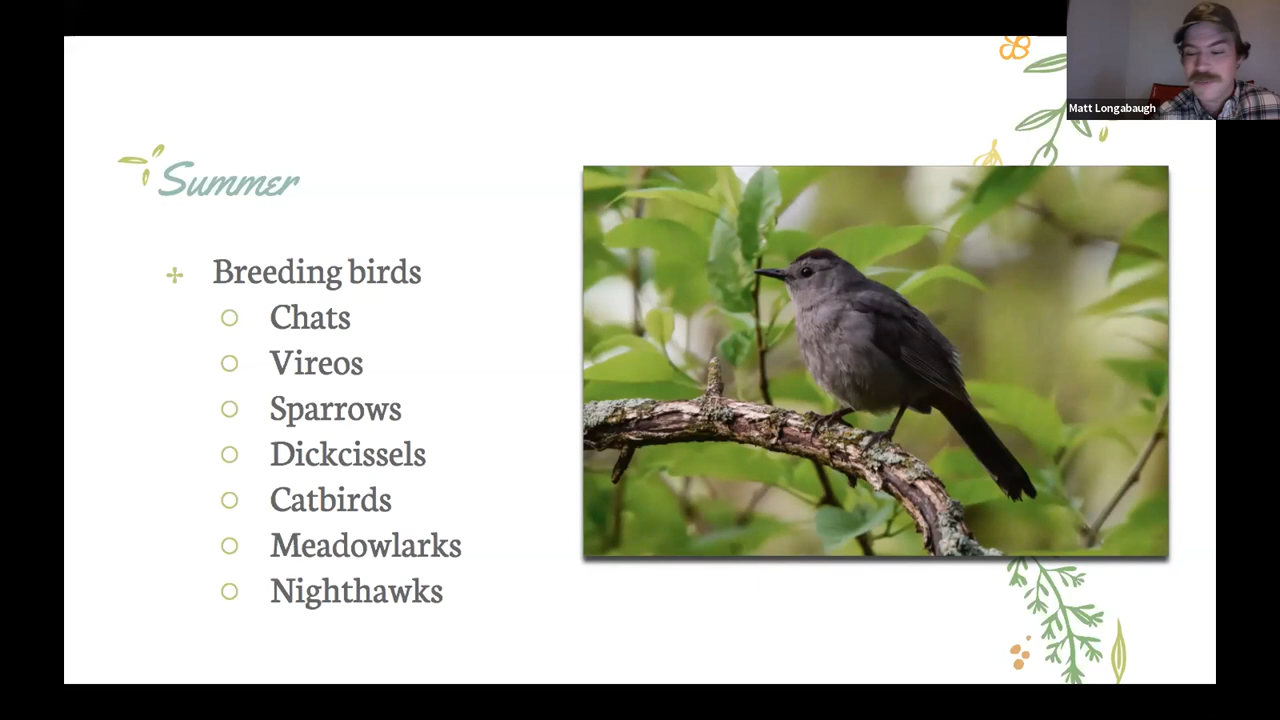 Matt Longabaugh
Summer
Breeding birds
Chats
Vireos
Sparrows
Dickcissels
Catbirds
Meadowlarks
Nighthawks